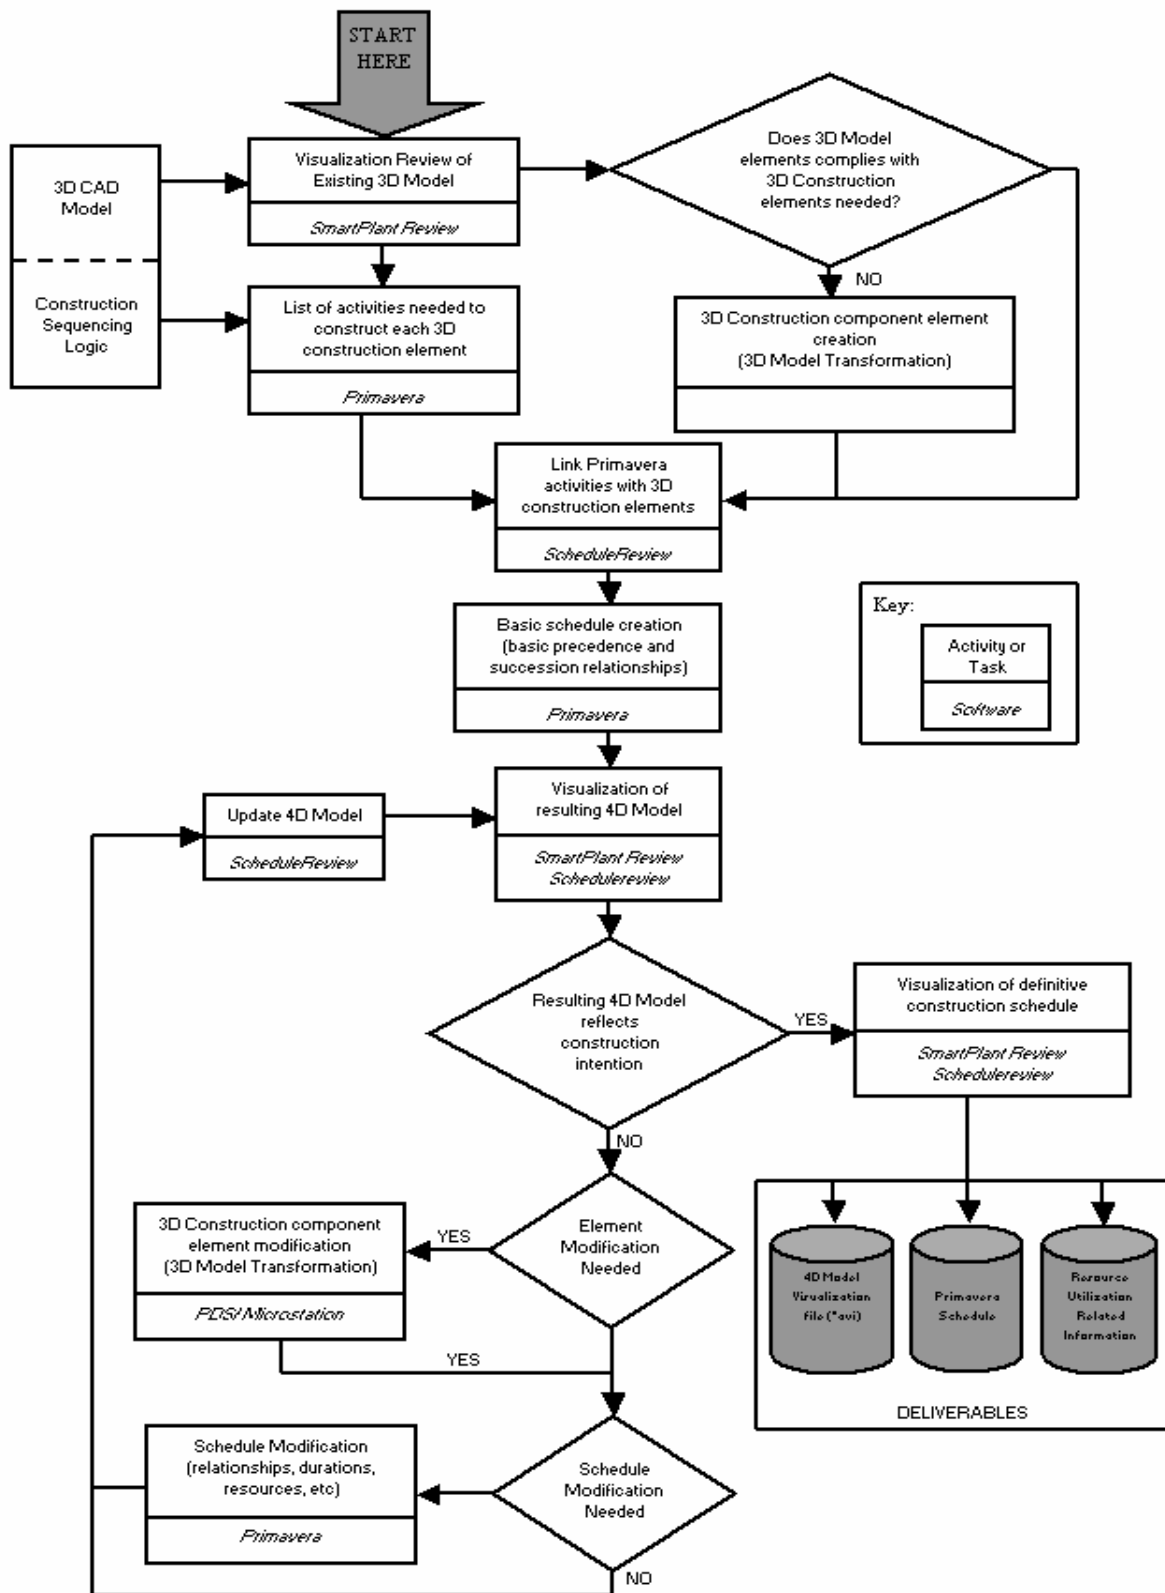 START
HERE
Visualization Review of
Existing 3D Model
SmartPlant Review
Does 3D Model
elements complies with
3D Construction
elements needed?
NO
3D CAD
Model
Construction
Sequencing
Logic
List of activities needed to
construct each 3D
construction element
Primavera
3D Construction component element
creation
(3D Model Transformation)
Link Primavera
activities with 3D
construction elements
ScheduleReview
Basic schedule creation
(basic precedence and
succession relationships)
Primavera
Key:
Activity or
Task
Software
Update 4D Model
ScheduleReview
Visualization of
resulting 4D Model
SmartPlant Review
Schedulereview
Resulting 4D Model
reflects
construction
intention
YES
Visualization of definitive
construction schedule
SmartPlant Review
Schedulereview
NO
3D Construction component
element modification
(3D Model Transformation)
PDS/ Microstation
YES
Element
Modification
Needed
4D Model
Virualization
file (*avi)
Primavera
Schedule
Resource
Utilization
Related
Information
DELIVERABLES
YES
Schedule Modification
(relationships, durations,
resources, etc)
Primavera
Schedule
Modification
Needed
NO